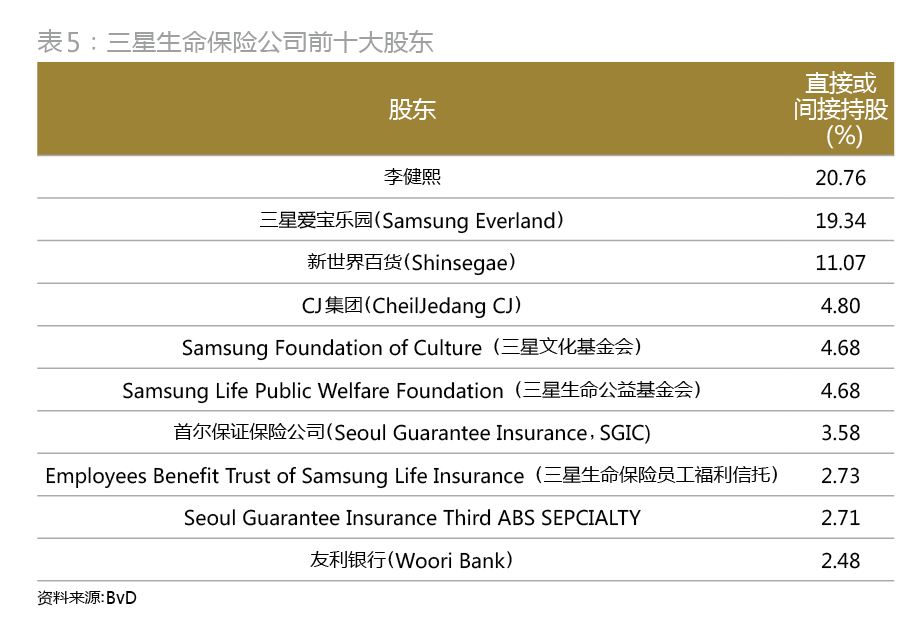 表5：三星生命保险公司前十大股东
股东
直接或
间接持股
(%)
李健熙 20.76
三星爱宝乐园(Samsung Everland) 19.34
新世界百货(Shinsegae) 11.07
CJ集团(CheilJedang CJ) 4.80
Samsung Foundation of Culture（三星文化基金会） 4.68
Samsung Life Public Welfare Foundation（三星生命公益基金会） 4.68
首尔保证保险公司(Seoul Guarantee Insurance，SGIC) 3.58
Employees Benefit Trust of Samsung Life Insurance（三星生命保险员工福利信托） 2.73
Seoul Guarantee Insurance Third ABS SEPCIALTY 2.71
友利银行(Woori Bank) 2.48
资料来源:BvD